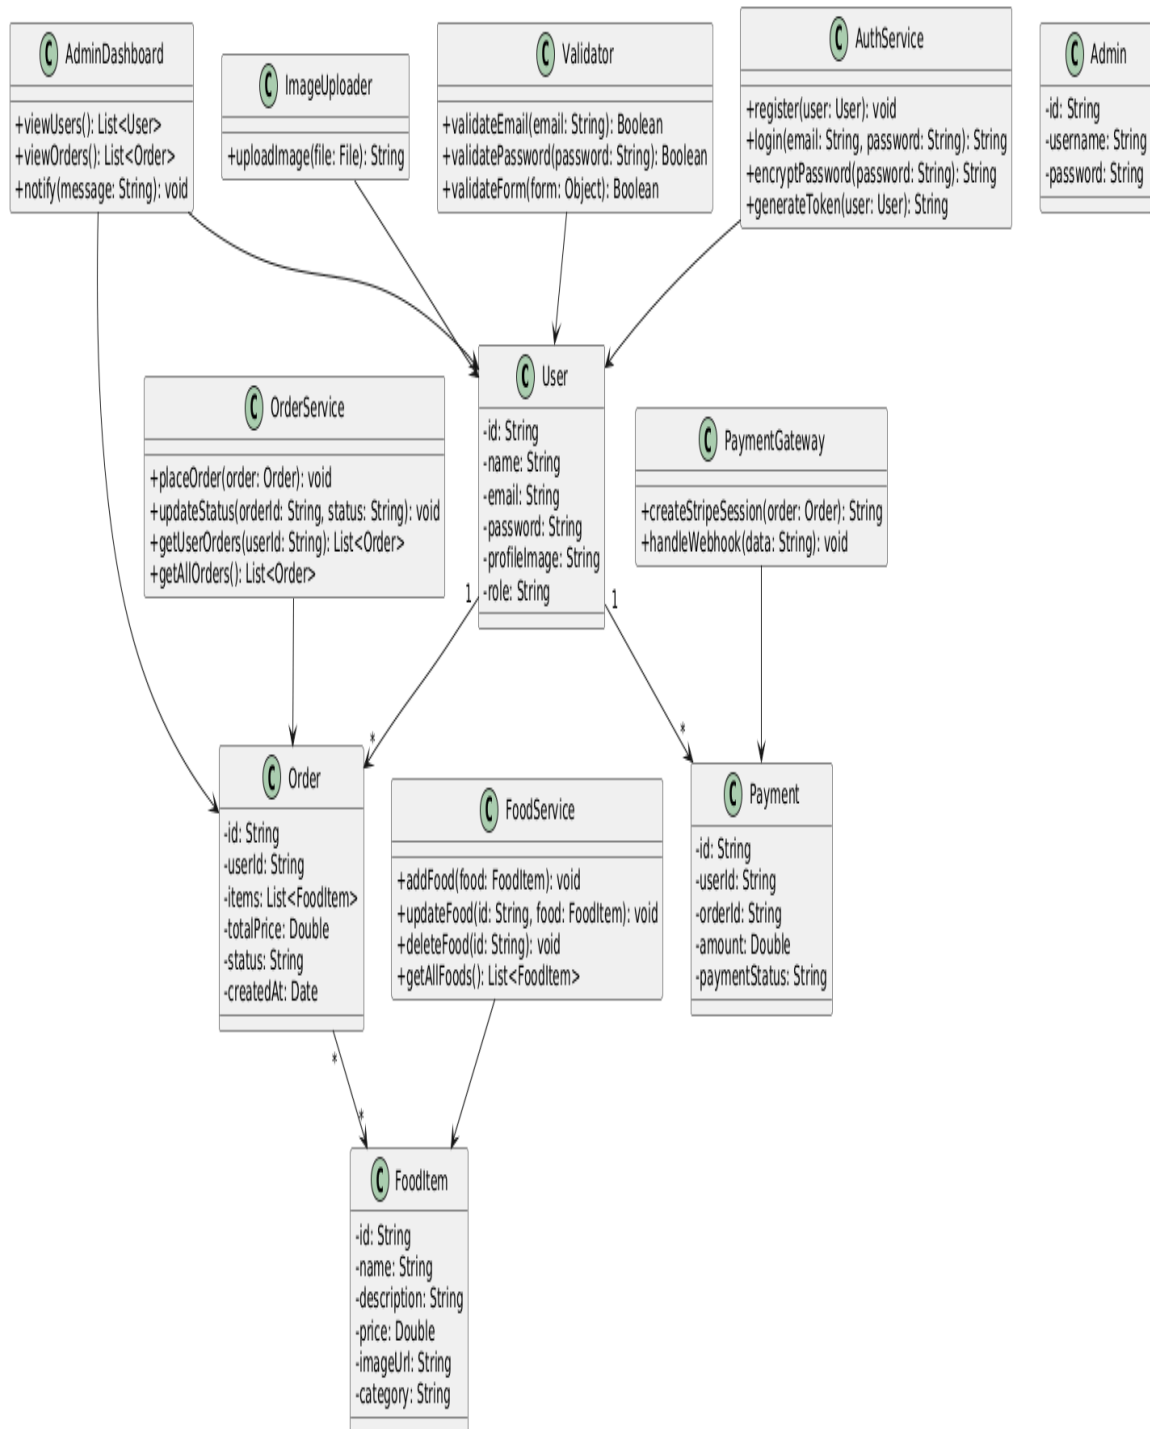 C AdminDashboard
+viewUsers(): List<User>
+viewOrders(): List<Order>
+notify(message: String): void
C ImageUploader
+uploadImage(file: File): String
C Validator
+validateEmail(email: String): Boolean
+validatePassword(password: String): Boolean
+validateForm(form: Object): Boolean
C AuthService
+register(user: User): void
+login(email: String, password: String): String
+encryptPassword(password: String): String
+generateToken(user: User): String
C Admin
-id: String
-username: String
-password: String
C OrderService
+placeOrder(order: Order): void
+updateStatus(orderId: String, status: String): void
+getUserOrders(userId: String): List<Order>
+getAllOrders(): List<Order>
C User
-id: String
-name: String
-email: String
-password: String
-profileImage: String
-role: String
C PaymentGateway
+createStripeSession(order: Order): String
+handleWebhook(data: String): void
1
1
*
*
C Order
-id: String
-userId: String
-items: List<FoodItem>
-totalPrice: Double
-status: String
-createdAt: Date
C FoodService
+addFood(food: FoodItem): void
+updateFood(id: String, food: FoodItem): void
+deleteFood(id: String): void
+getAllFoods(): List<FoodItem>
C Payment
-id: String
-userId: String
-orderId: String
-amount: Double
-paymentStatus: String
*
*
C FoodItem
-id: String
-name: String
-description: String
-price: Double
-imageUrl: String
-category: String